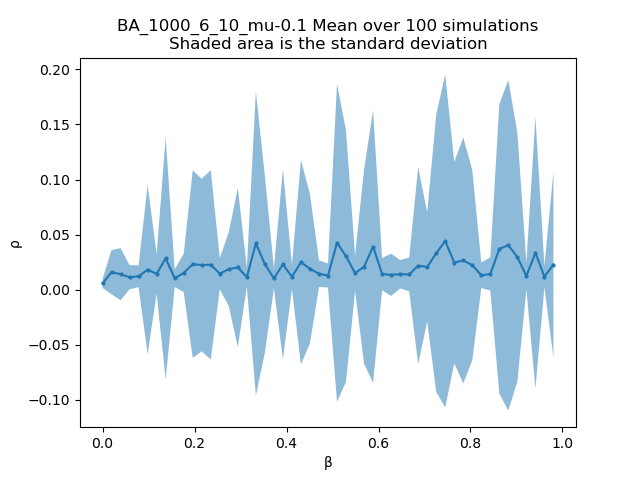 BA_1000_6_10_mu-0.1 Mean over 100 simulations
Shaded area is the standard deviation
0.20
0.15
0.10
0.05
0.00
−0.05
−0.10
ρ
0.0 0.2 0.4 0.6 0.8 1.0
β